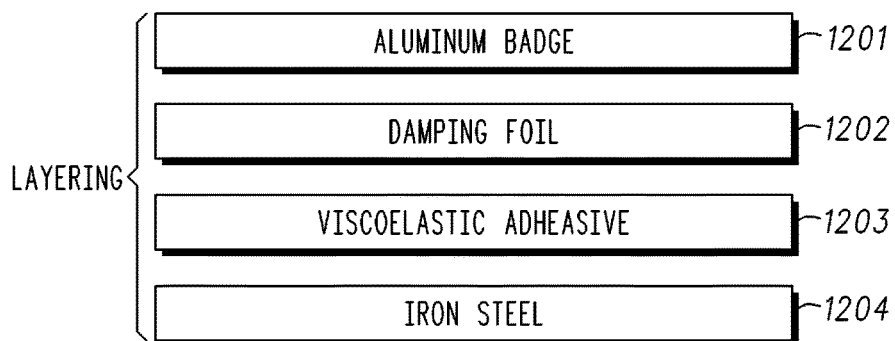 ALUMINUM BADGE 1201
DAMPING FOIL 1202
LAYERING
VISCOELASTIC ADHEASIVE 1203
IRON STEEL 1204